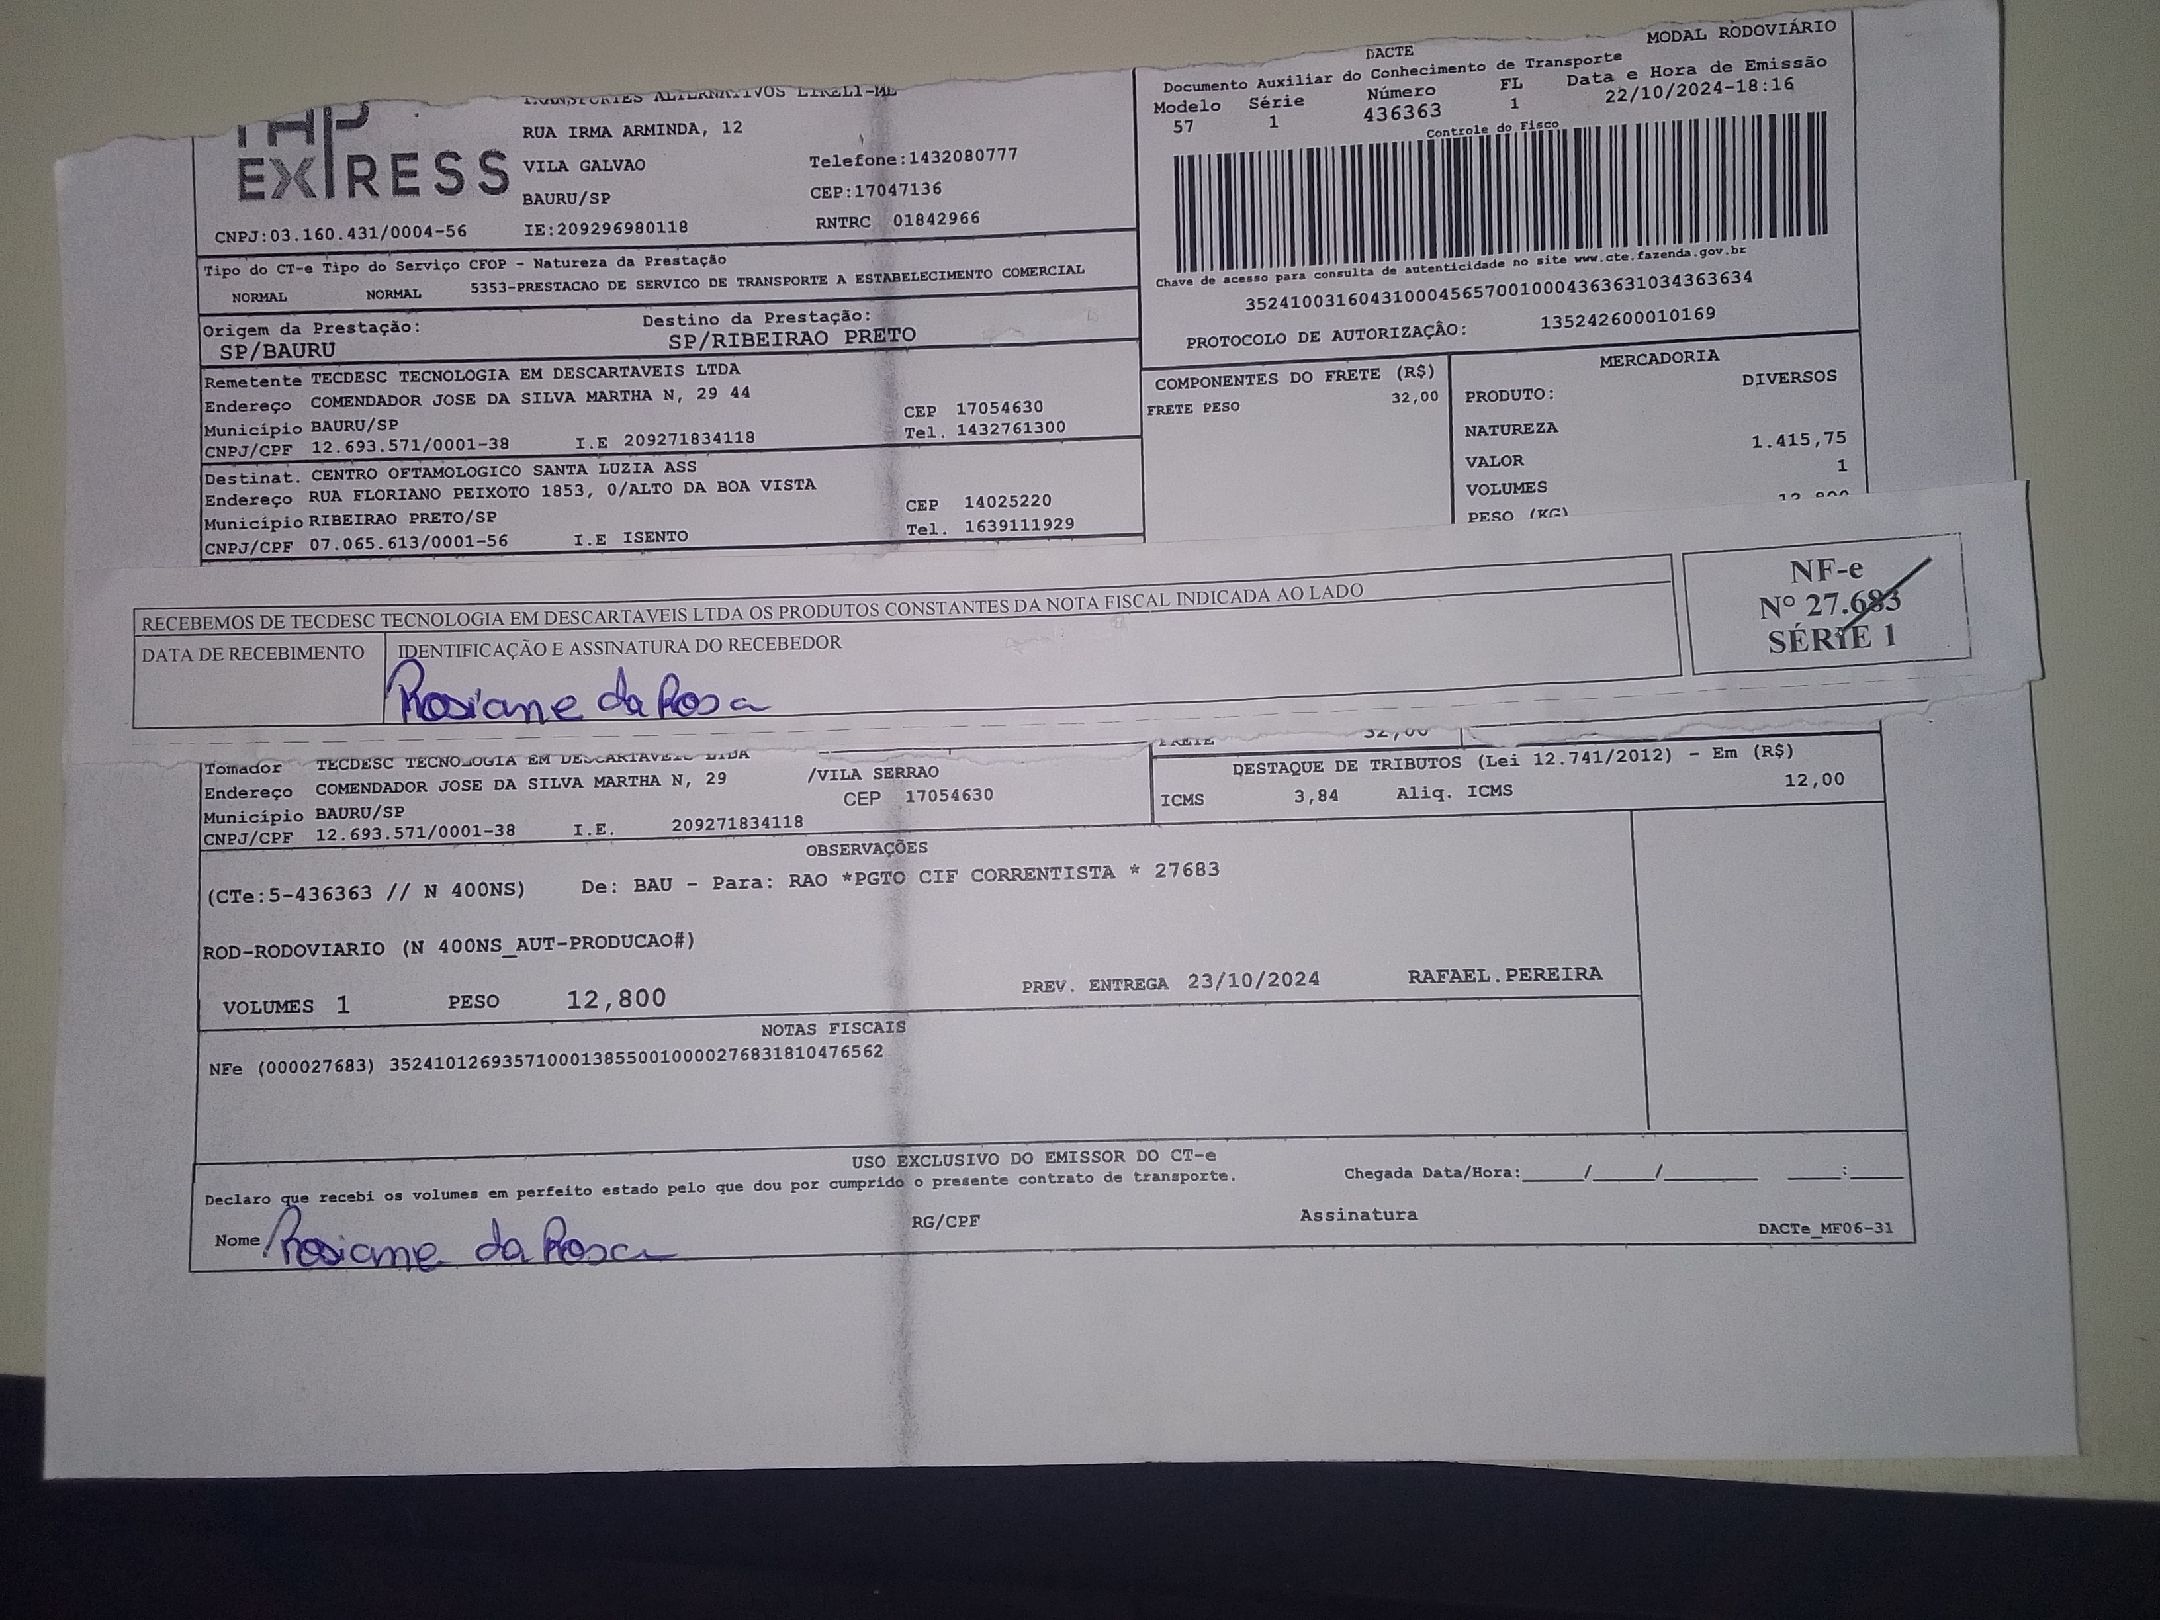 EXPRESS
TRANSPORTES ALTERNATIVOS EIRELI-ME
RUA IRMA ARMINDA, 12
VILA GALVAO
Telefone:1432080777
BAURU/SP
CEP:17047136
CNPJ:03.160.431/0004-56 IE:209296980118 RNTRC 01842966
DACTE
MODAL RODOVIÁRIO
Documento Auxiliar do Conhecimento de Transporte
Modelo Série Número FL Data e Hora de Emissão
57 1 436363 1 22/10/2024-18:16
Controle do Fisco
Chave de acesso para consulta de autenticidade no site www.cte.fazenda.gov.br
35241003160431000456570010004363631034363634
PROTOCOLO DE AUTORIZAÇÂO: 135242600010169
Tipo do CT-e Tipo do Serviço CFOP - Natureza da Prestação
NORMAL NORMAL 5353-PRESTACAO DE SERVICO DE TRANSPORTE A ESTABELECIMENTO COMERCIAL
Origem da Prestação: Destino da Prestação:
SP/BAURU SP/RIBEIRAO PRETO
Remetente TECDESC TECNOLOGIA EM DESCARTAVEIS LTDA
Endereço COMENDADOR JOSE DA SILVA MARTHA N, 29 44
Município BAURU/SP CEP 17054630
CNPJ/CPF 12.693.571/0001-38 I.E 209271834118 Tel. 1432761300
Destinat. CENTRO OFTAMOLOGICO SANTA LUZIA ASS
Endereço RUA FLORIANO PEIXOTO 1853, 0/ALTO DA BOA VISTA
Município RIBEIRAO PRETO/SP CEP 14025220
CNPJ/CPF 07.065.613/0001-56 I.E ISENTO Tel. 1639111929
COMPONENTES DO FRETE (R$)
FRETE PESO 32,00
MERCADORIA
PRODUTO: DIVERSOS
NATUREZA
VALOR 1.415,75
VOLUMES 1
PESO (KG) 12,800
RECEBEMOS DE TECDESC TECNOLOGIA EM DESCARTAVEIS LTDA OS PRODUTOS CONSTANTES DA NOTA FISCAL INDICADA AO LADO
DATA DE RECEBIMENTO IDENTIFICAÇÃO E ASSINATURA DO RECEBEDOR
Rosiane da Rosa
NF-e
Nº 27.683
SÉRIE 1
FRETE 32,00
Tomador TECDESC TECNOLOGIA EM DESCARTAVEIS LTDA
Endereço COMENDADOR JOSE DA SILVA MARTHA N, 29 /VILA SERRAO
Município BAURU/SP CEP 17054630
CNPJ/CPF 12.693.571/0001-38 I.E. 209271834118
DESTAQUE DE TRIBUTOS (Lei 12.741/2012) - Em (R$)
ICMS 3,84 Aliq. ICMS 12,00
OBSERVAÇÕES
(CTe:5-436363 // N 400NS) De: BAU - Para: RAO *PGTO CIF CORRENTISTA * 27683
ROD-RODOVIARIO (N 400NS_AUT-PRODUCAO#)
VOLUMES 1 PESO 12,800 PREV. ENTREGA 23/10/2024 RAFAEL.PEREIRA
NOTAS FISCAIS
NFe (000027683) 35241012693571000138550010000276831810476562
USO EXCLUSIVO DO EMISSOR DO CT-e
Declaro que recebi os volumes em perfeito estado pelo que dou por cumprido o presente contrato de transporte. Chegada Data/Hora:____/____/______ ____:____
Nome Rosiane da Rosa RG/CPF Assinatura
DACTe_MF06-31